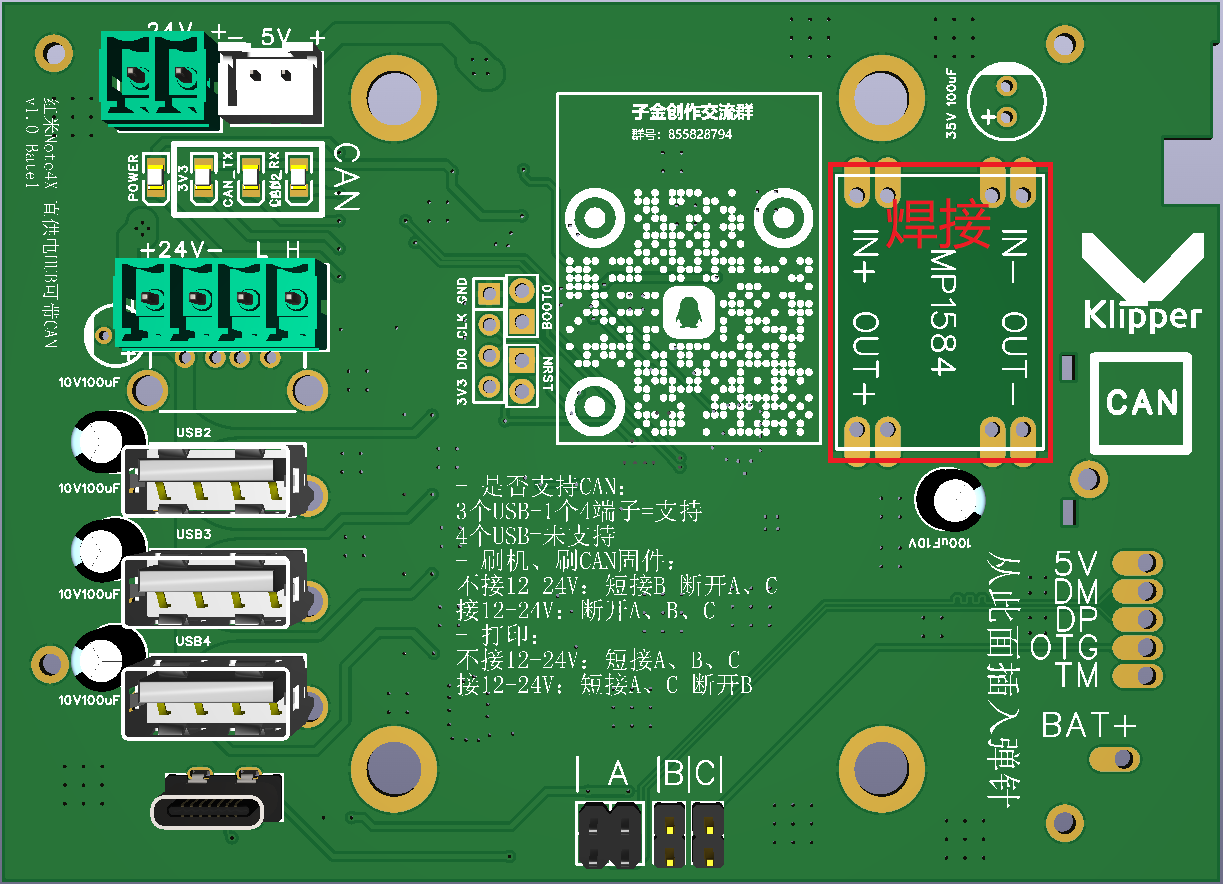 24V +
- 5V +
红米Note4X 直供电UTB可带CAN
v1.0 Batel
POWER
3V3
CAN_TX
CAN2_RX
CAN
+24V- L H
10V100uF
USB2
10V100uF
USB3
10V100uF
USB4
10V100uF
子金创作交流群
群号：855828794
GND
CLK
DIO
3V3
BOOT0
NRST
35V 100uF
焊接
IN+
OUT+
MP1584
IN-
OUT-
Klipper
CAN
100uF10V
- 是否支持CAN：
3个USB-1个4端子=支持
4个USB-未支持
- 刷机、刷CAN固件：
不接12 24V：短接B 断开A、C
接12-24V：断开A、B、C
- 打印：
不接12-24V：短接A、B、C
接12-24V：短接A、C 断开B
从此面插入弹针
5V
DM
DP
OTG
TM
BAT+
A B C